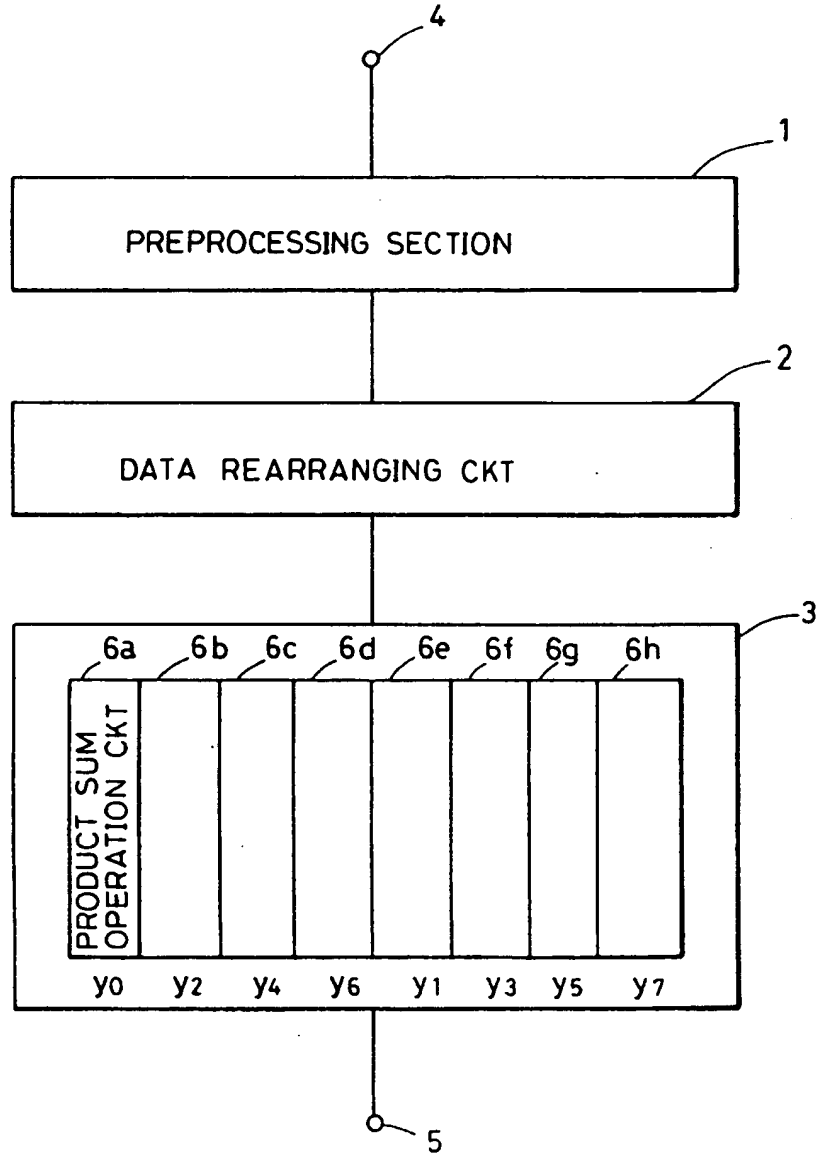 4
1
PREPROCESSING SECTION
2
DATA REARRANGING CKT
3
6a 6b 6c 6d 6e 6f 6g 6h
PRODUCT SUM
OPERATION CKT
y0 y2 y4 y6 y1 y3 y5 y7
5